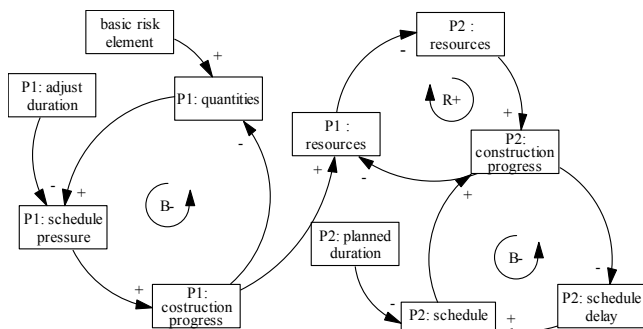 basic risk
element
+
P1: adjust
duration
P1: quantities
-
+
-
B-
P1: schedule
pressure
+
P1:
costruction
progress
P2 :
resources
-
R+
+
P1 :
resources
+
-
P2:
construction
progress
+
P2: planned
duration
-
B-
-
P2: schedule
+
P2: schedule
delay